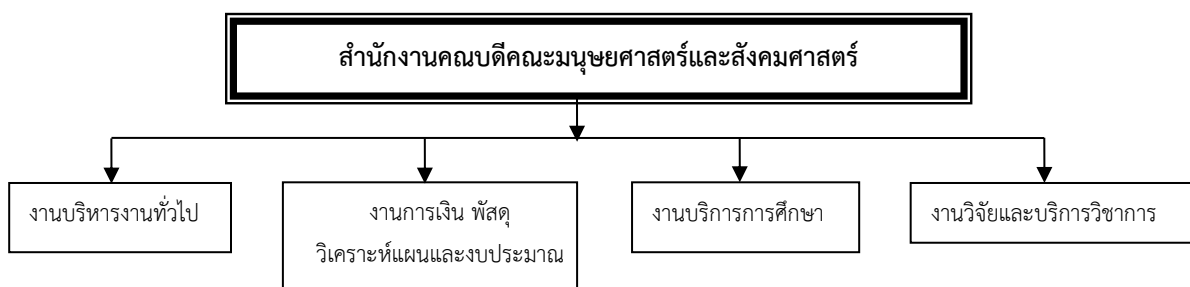 สำนักงานคณบดีคณะมนุษยศาสตร์และสังคมศาสตร์
งานบริหารงานทั่วไป
งานการเงิน พัสดุ
วิเคราะห์แผนและงบประมาณ
งานบริการการศึกษา
งานวิจัยและบริการวิชาการ